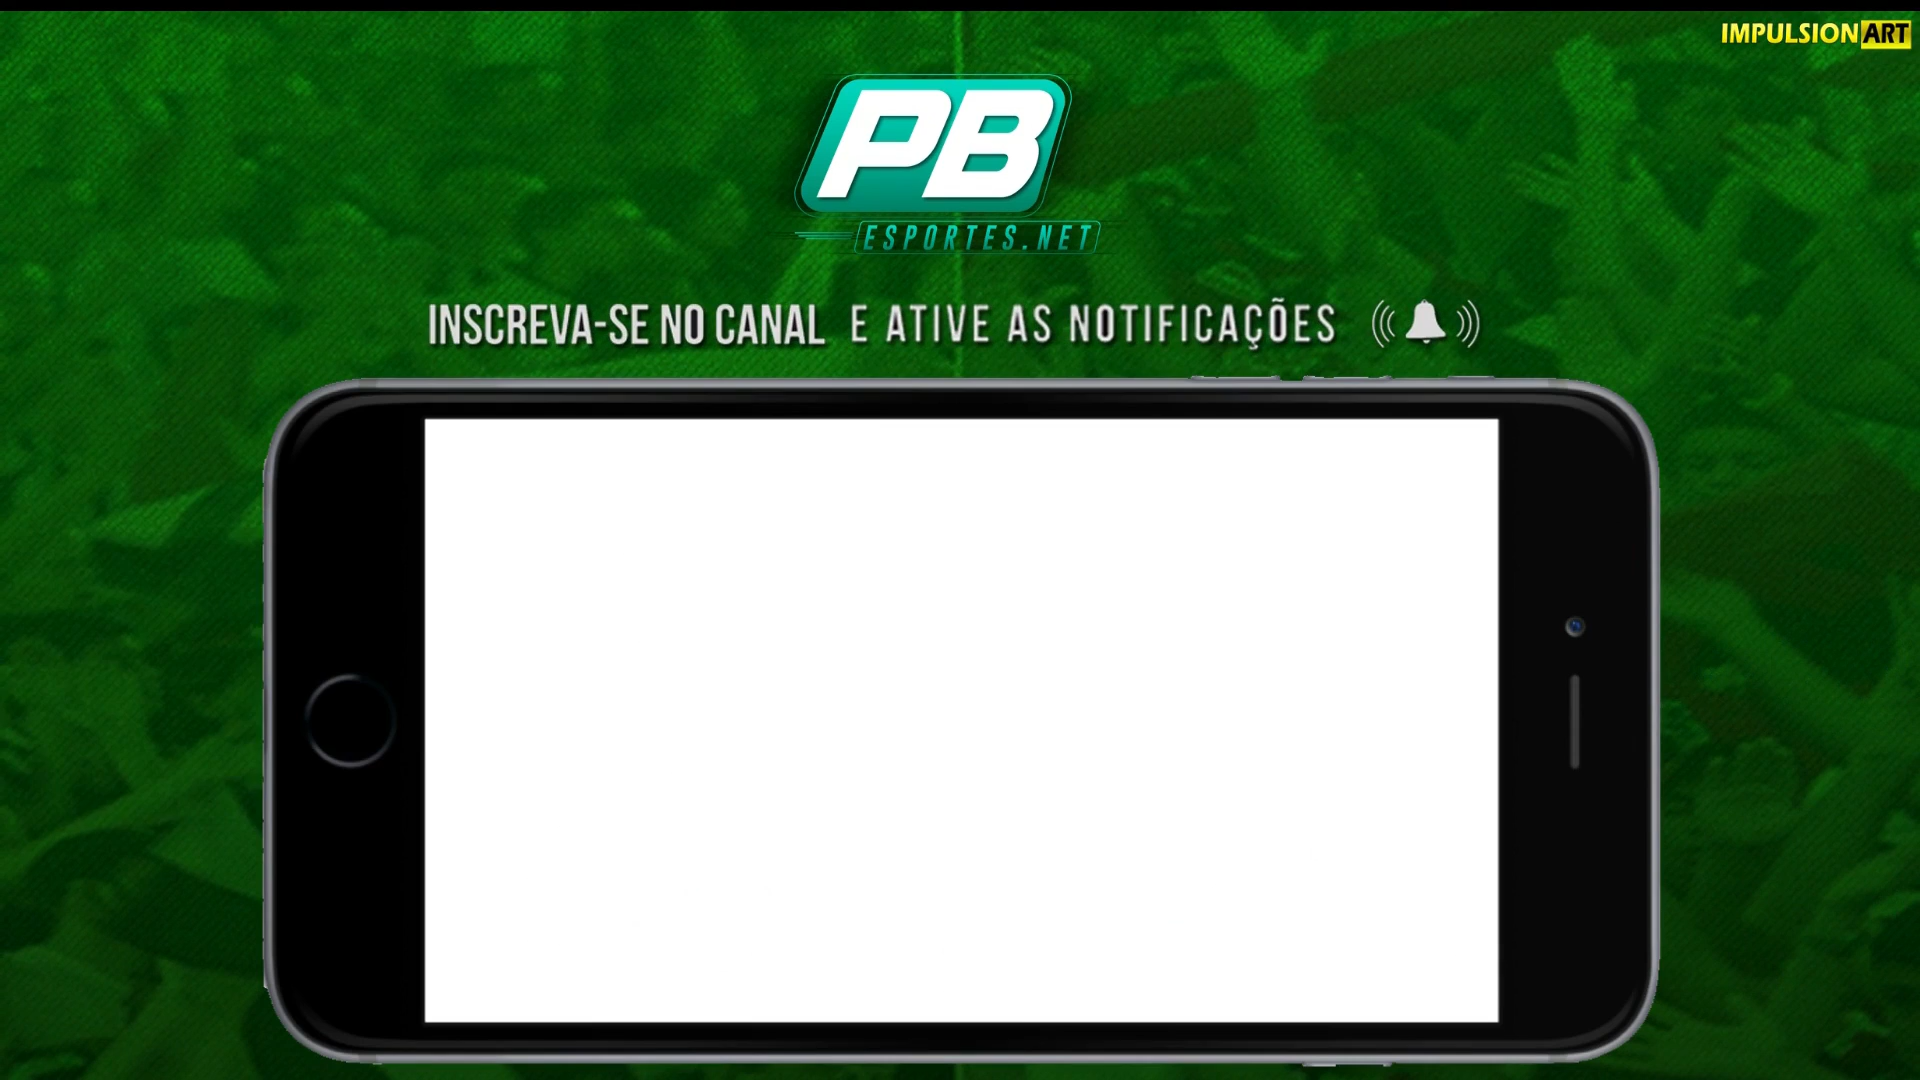 IMPULSIONART
PB
ESPORTES.NET
INSCREVA-SE NO CANAL E ATIVE AS NOTIFICAÇÕES